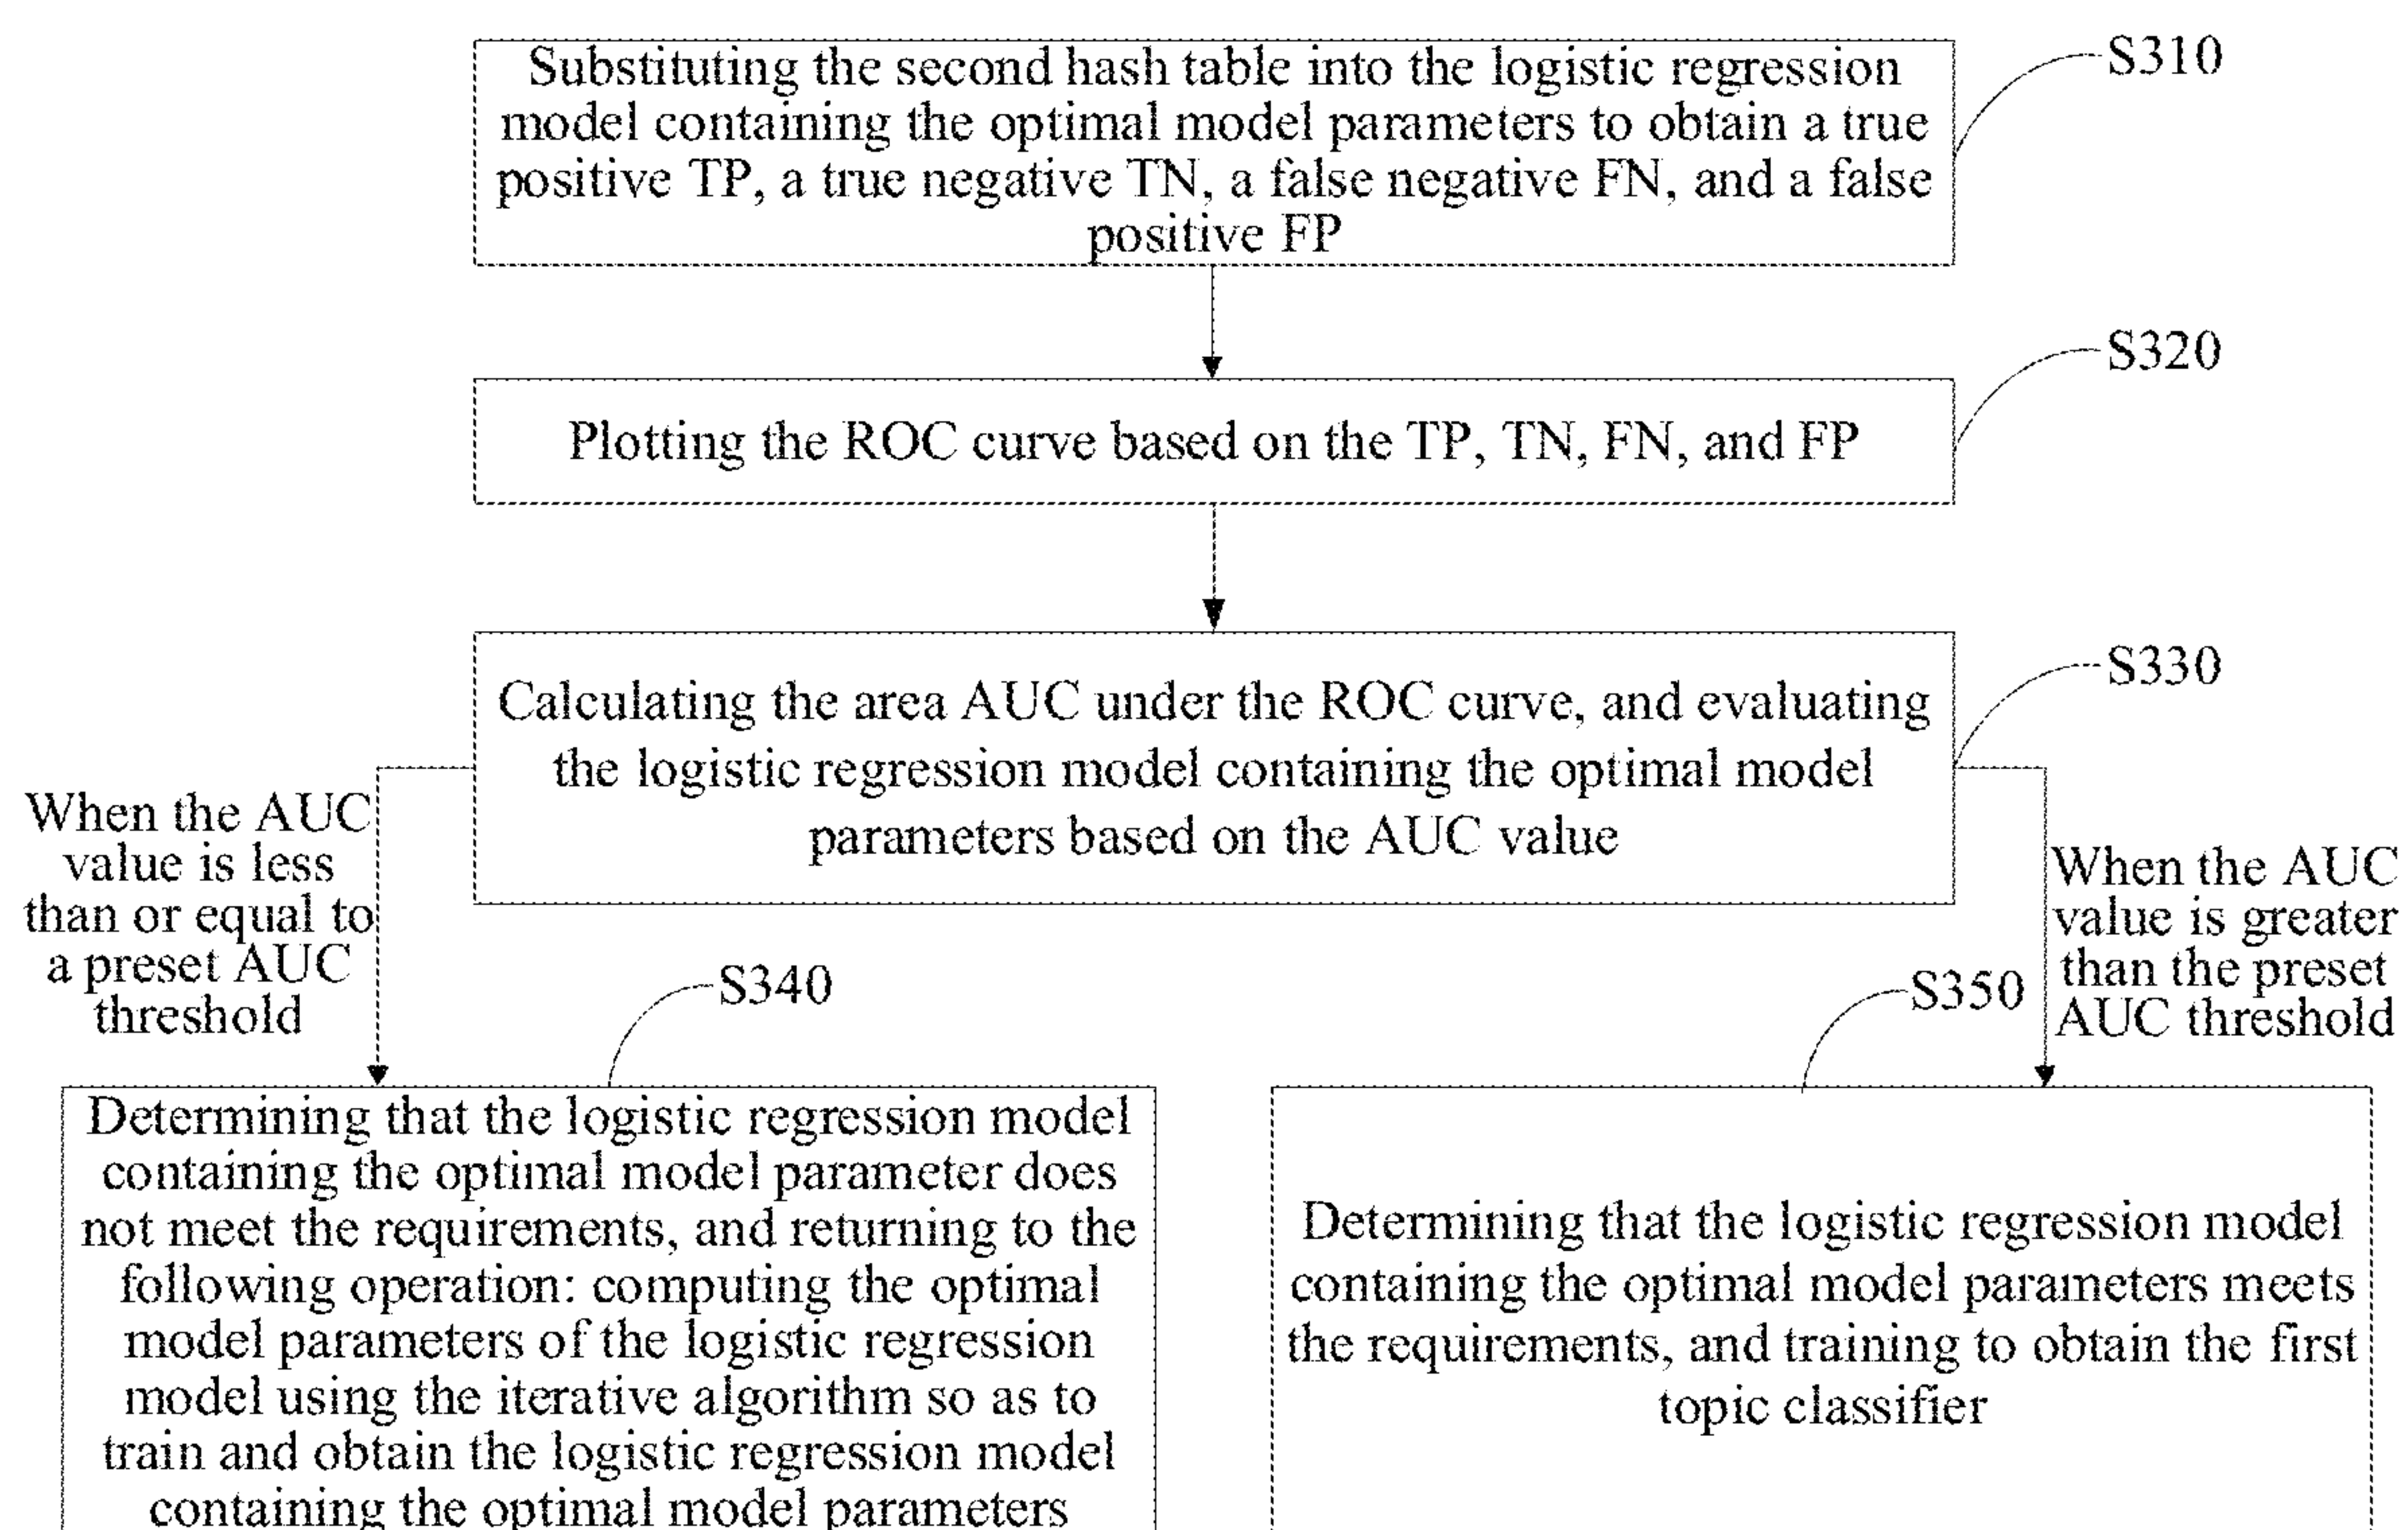 Substituting the second hash table into the logistic regression
model containing the optimal model parameters to obtain a true
positive TP, a true negative TN, a false negative FN, and a false
positive FP
S310
Plotting the ROC curve based on the TP, TN, FN, and FP
S320
Calculating the area AUC under the ROC curve, and evaluating
the logistic regression model containing the optimal model
parameters based on the AUC value
S330
When the AUC
value is less
than or equal to
a preset AUC
threshold
When the AUC
value is greater
than the preset
AUC threshold
S340
Determining that the logistic regression model
containing the optimal model parameter does
not meet the requirements, and returning to the
following operation: computing the optimal
model parameters of the logistic regression
model using the iterative algorithm so as to
train and obtain the logistic regression model
containing the optimal model parameters
S350
Determining that the logistic regression model
containing the optimal model parameters meets
the requirements, and training to obtain the first
topic classifier